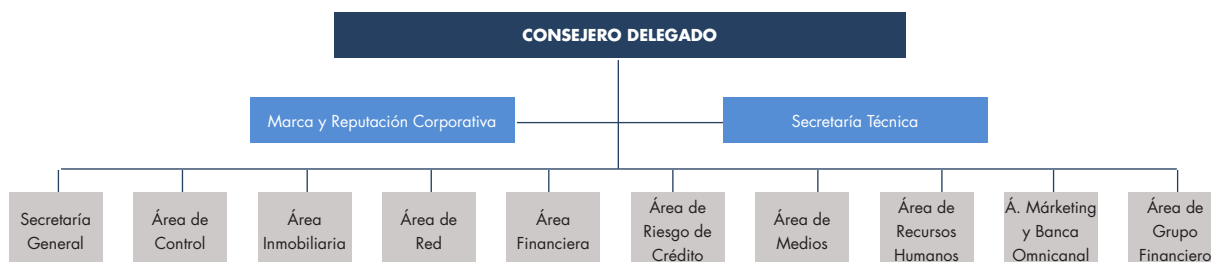 CONSEJERO DELEGADO
Marca y Reputación Corporativa
Secretaría Técnica
Secretaría
General
Área de
Control
Área
Inmobiliaria
Área de
Red
Área
Financiera
Área de
Riesgo de
Crédito
Área de
Medios
Área de
Recursos
Humanos
Á. Márketing
y Banca
Omnicanal
Área de
Grupo
Financiero